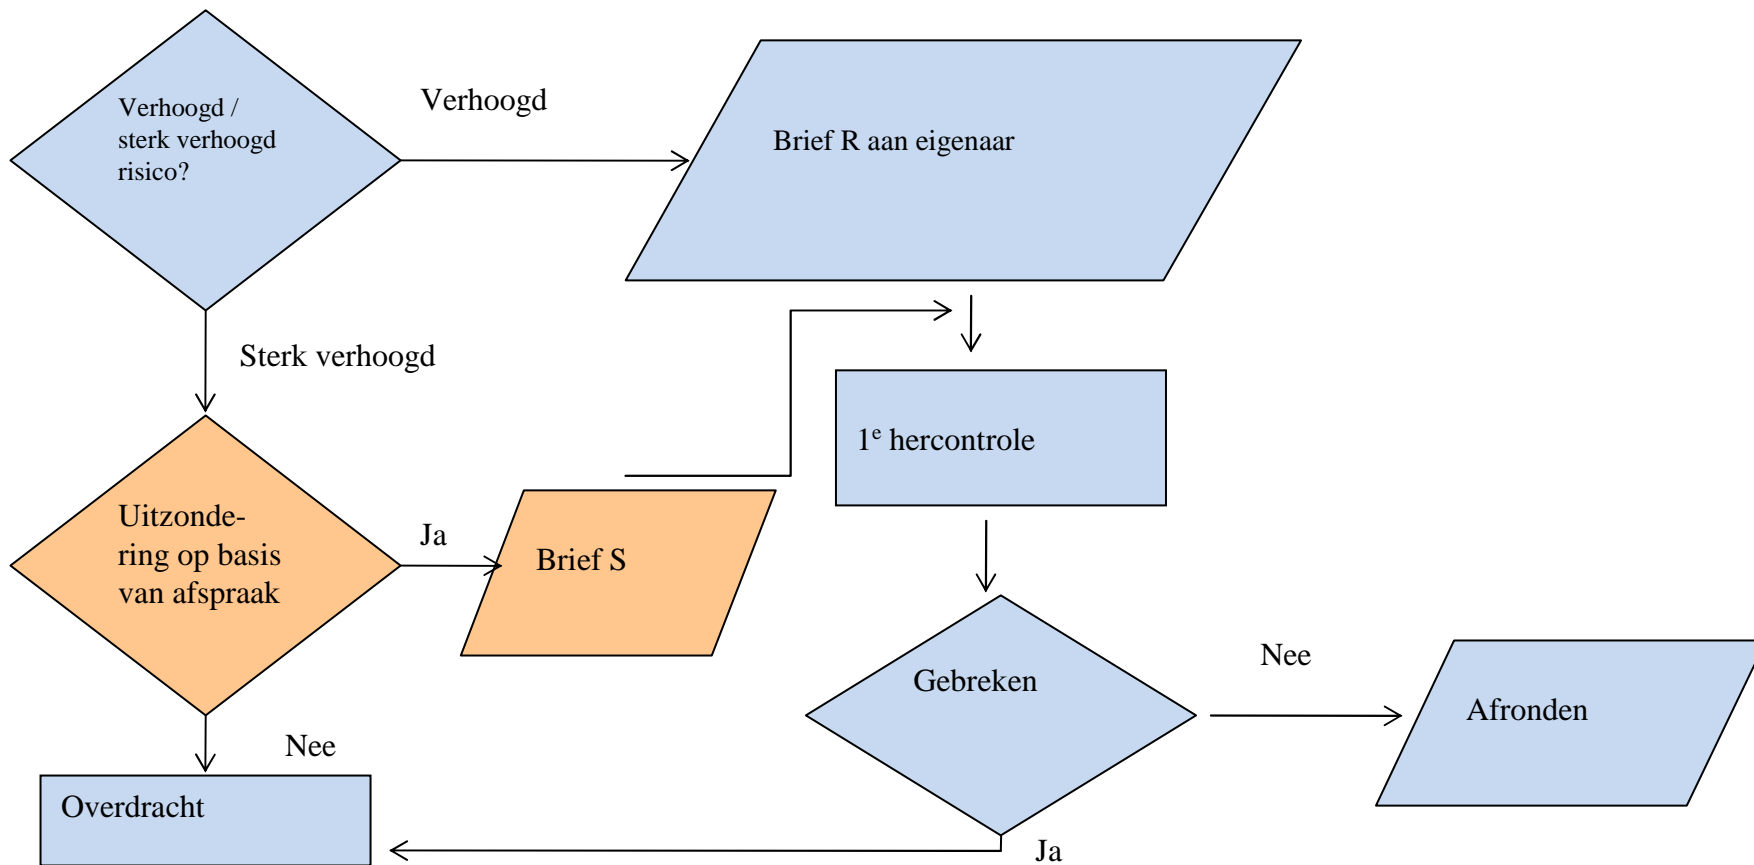 Verhoogd /
sterk verhoogd
risico?
Verhoogd
Brief R aan eigenaar
Sterk verhoogd
1e hercontrole
Uitzonde-
ring op basis
van afspraak
Ja
Brief S
Gebreken
Nee
Afronden
Nee
Overdracht
Ja